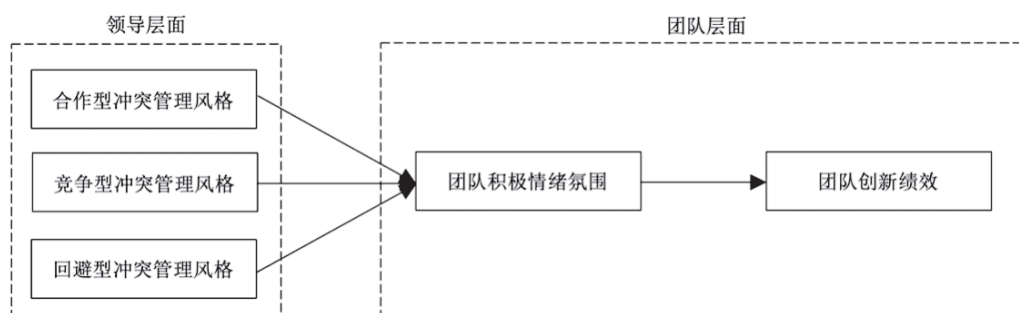 领导层面
团队层面
合作型冲突管理风格
竞争型冲突管理风格
团队积极情绪氛围
团队创新绩效
回避型冲突管理风格